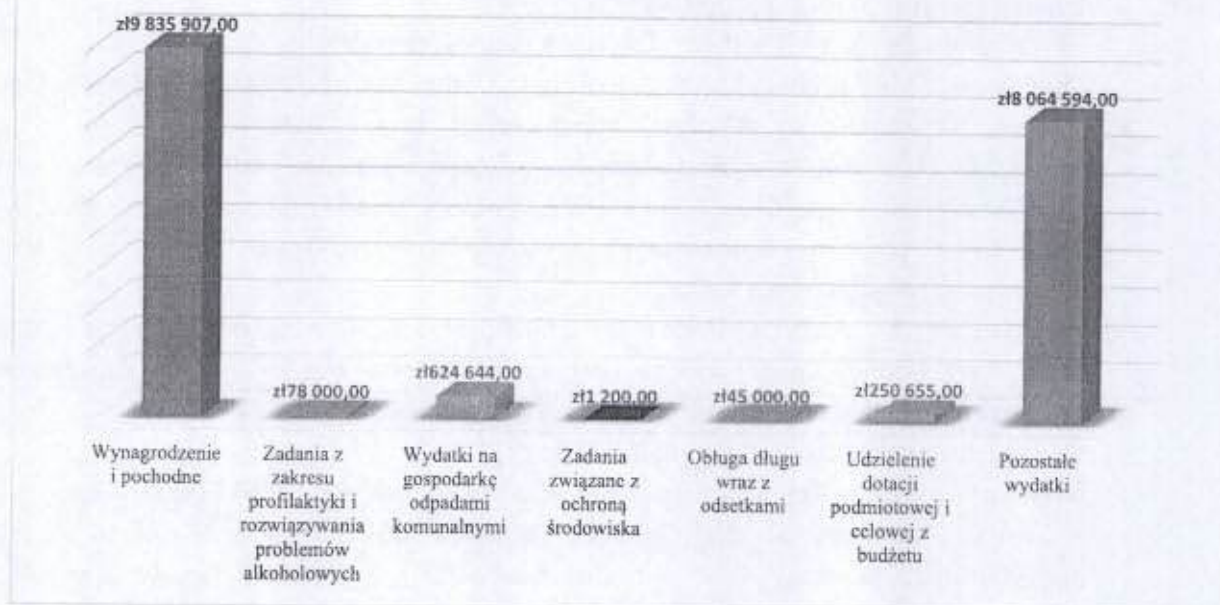 zł9 835 907,00
zł8 064 594,00
zł624 644,00
zł78 000,00
zł1 200,00
zł45 000,00
zł250 655,00
Wynagrodzenie
i pochodne
Zadania z
zakresu
profilaktyki i
rozwiązywania
problemów
alkoholowych
Wydatki na
gospodarkę
odpadami
komunalnymi
Zadania
związane z
ochroną
środowiska
Obługa długu
wraz z
odsetkami
Udzielenie
dotacji
podmiotowej i
celowej z
budżetu
Pozostałe
wydatki